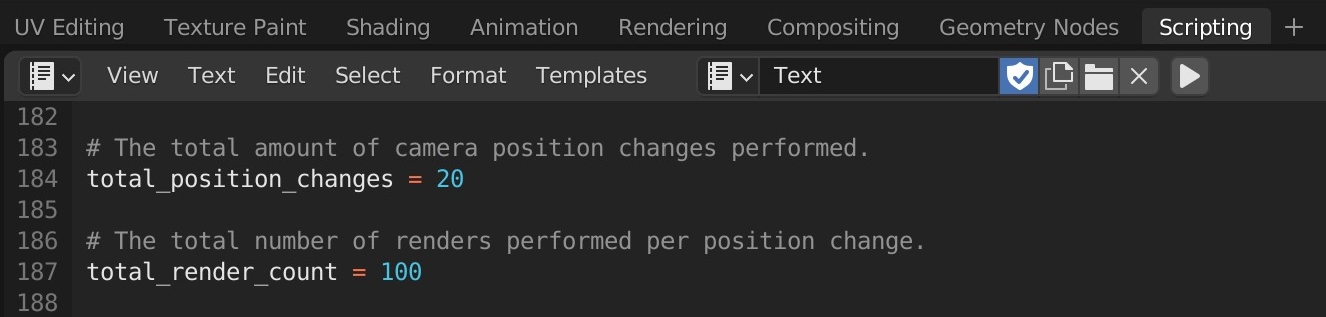 UV Editing Texture Paint Shading Animation Rendering Compositing Geometry Nodes Scripting +
View Text Edit Select Format Templates Text
182
183 # The total amount of camera position changes performed.
184 total_position_changes = 20
185
186 # The total number of renders performed per position change.
187 total_render_count = 100
188